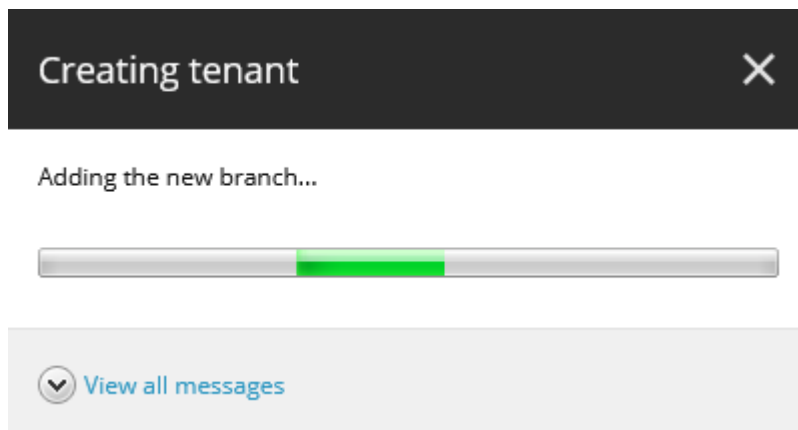 Creating tenant
Adding the new branch...
View all messages